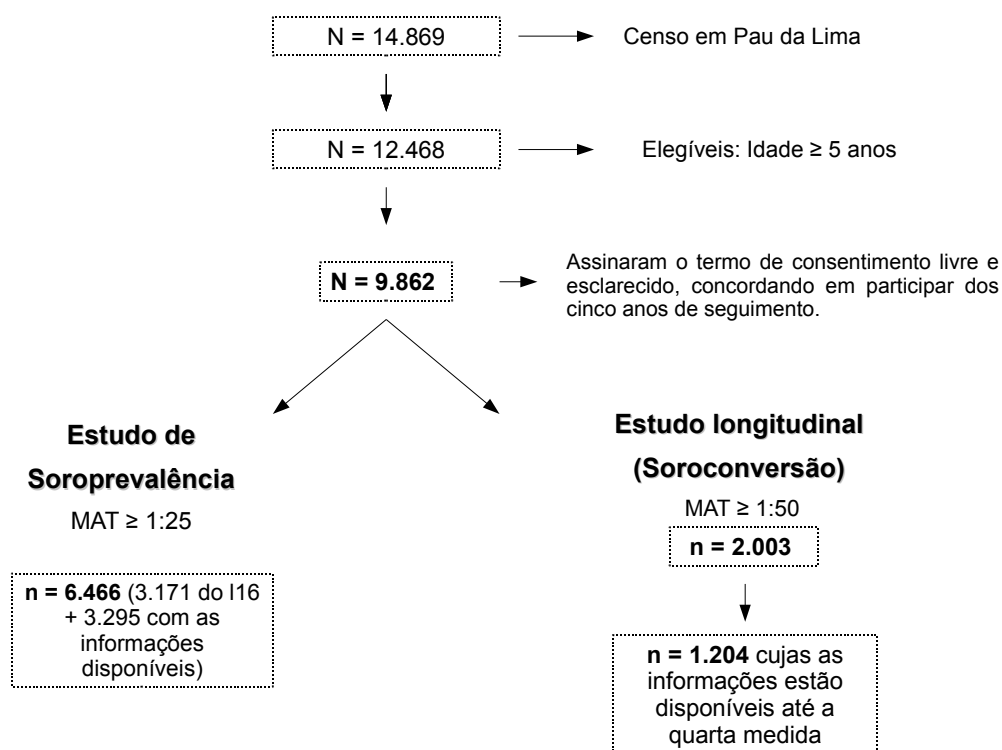 N = 14.869
Censo em Pau da Lima
N = 12.468
Elegíveis: Idade ≥ 5 anos
N = 9.862
Assinaram o termo de consentimento livre e
esclarecido, concordando em participar dos
cinco anos de seguimento.
Estudo de
Soroprevalência
MAT ≥ 1:25
n = 6.466 (3.171 do I16
+ 3.295 com as
informações
disponíveis)
Estudo longitudinal
(Soroconversão)
MAT ≥ 1:50
n = 2.003
n = 1.204 cujas as
informações estão
disponíveis até a
quarta medida